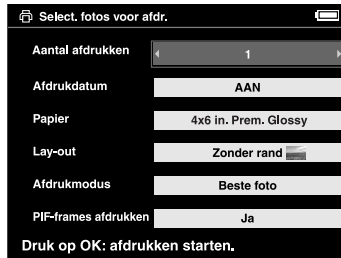 Select. fotos voor afdr.
Aantal afdrukken 1
Afdrukdatum AAN
Papier 4x6 in. Prem. Glossy
Lay-out Zonder rand
Afdrukmodus Beste foto
PIF-frames afdrukken Ja
Druk op OK: afdrukken starten.